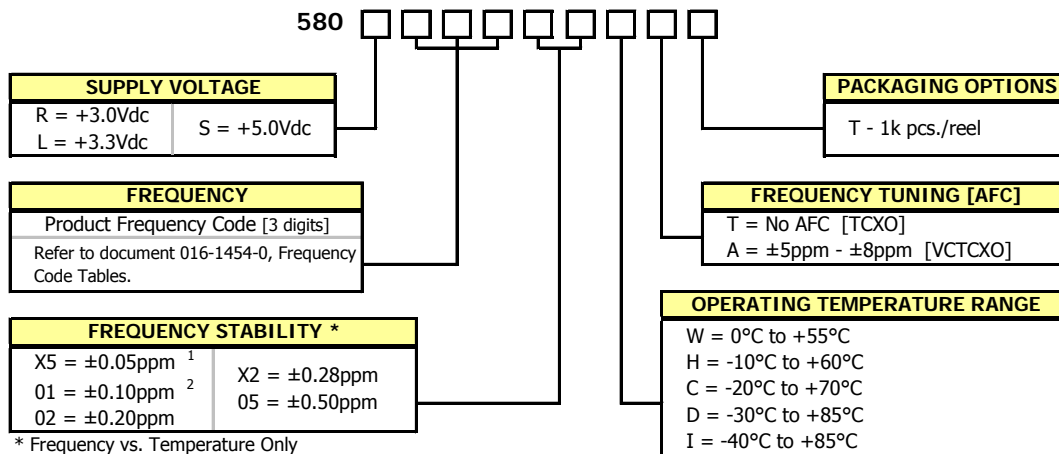 580
SUPPLY VOLTAGE
R = +3.0Vdc
L = +3.3Vdc
S = +5.0Vdc
PACKAGING OPTIONS
T - 1k pcs./reel
FREQUENCY
Product Frequency Code [3 digits]
Refer to document 016-1454-0, Frequency
Code Tables.
FREQUENCY TUNING [AFC]
T = No AFC [TCXO]
A = ±5ppm - ±8ppm [VCTCXO]
FREQUENCY STABILITY *
X5 = ±0.05ppm 1
01 = ±0.10ppm 2
02 = ±0.20ppm
X2 = ±0.28ppm
05 = ±0.50ppm
* Frequency vs. Temperature Only
OPERATING TEMPERATURE RANGE
W = 0°C to +55°C
H = -10°C to +60°C
C = -20°C to +70°C
D = -30°C to +85°C
I = -40°C to +85°C